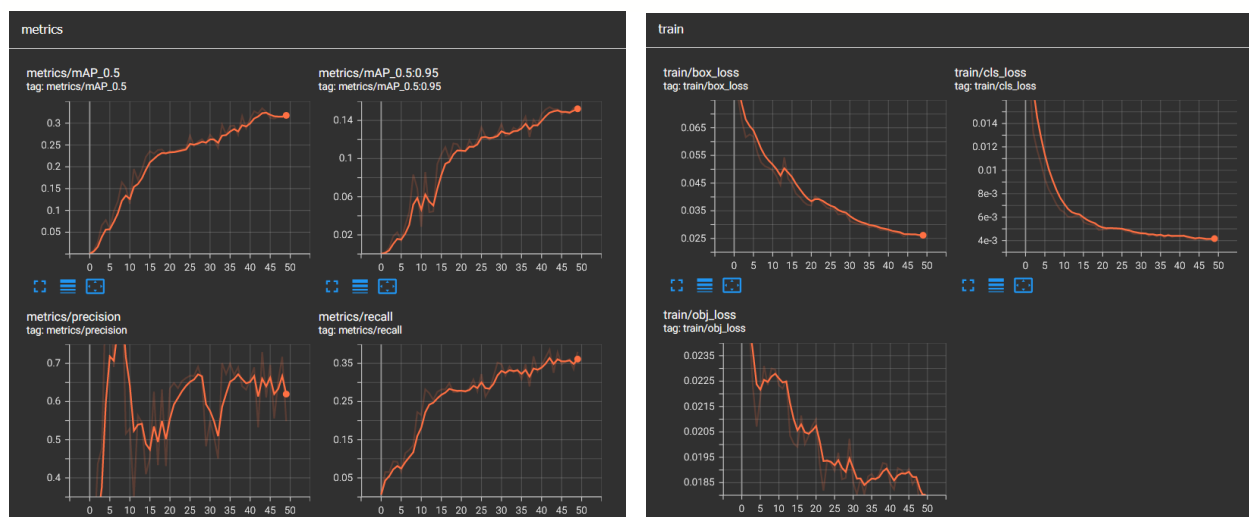 metrics
metrics/mAP_0.5
tag: metrics/mAP_0.5
0.3
0.25
0.2
0.15
0.1
0.05
0 5 10 15 20 25 30 35 40 45 50
metrics/mAP_0.5:0.95
tag: metrics/mAP_0.5:0.95
0.14
0.1
0.06
0.02
0 5 10 15 20 25 30 35 40 45 50
metrics/precision
tag: metrics/precision
0.7
0.6
0.5
0.4
0 5 10 15 20 25 30 35 40 45 50
metrics/recall
tag: metrics/recall
0.35
0.25
0.15
0.05
0 5 10 15 20 25 30 35 40 45 50
train
train/box_loss
tag: train/box_loss
0.065
0.055
0.045
0.035
0.025
0 5 10 15 20 25 30 35 40 45 50
train/cls_loss
tag: train/cls_loss
0.014
0.012
0.01
8e-3
6e-3
4e-3
0 5 10 15 20 25 30 35 40 45 50
train/obj_loss
tag: train/obj_loss
0.0235
0.0225
0.0215
0.0205
0.0195
0.0185
0 5 10 15 20 25 30 35 40 45 50